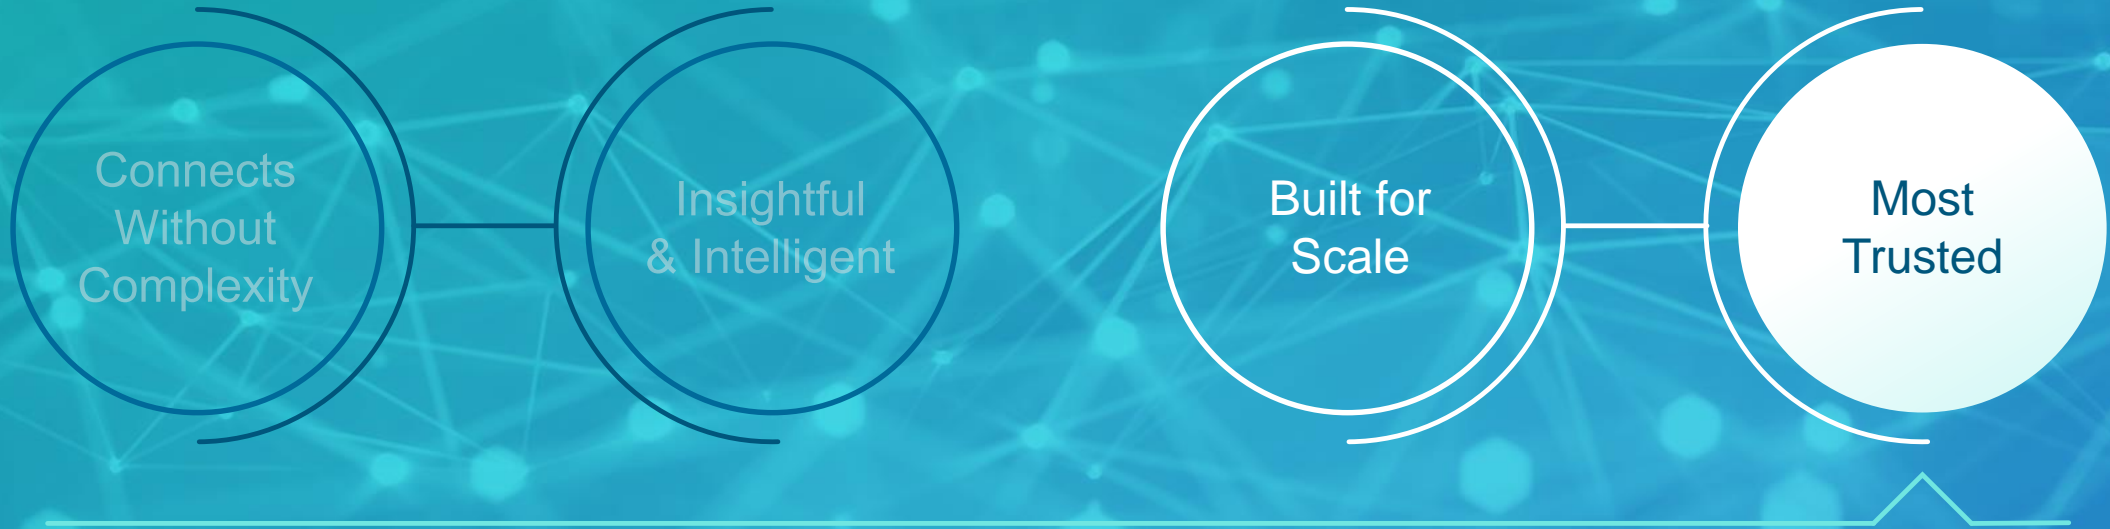 Connects
Without
Complexity
Insightful
& Intelligent
Built for
Scale
Most
Trusted